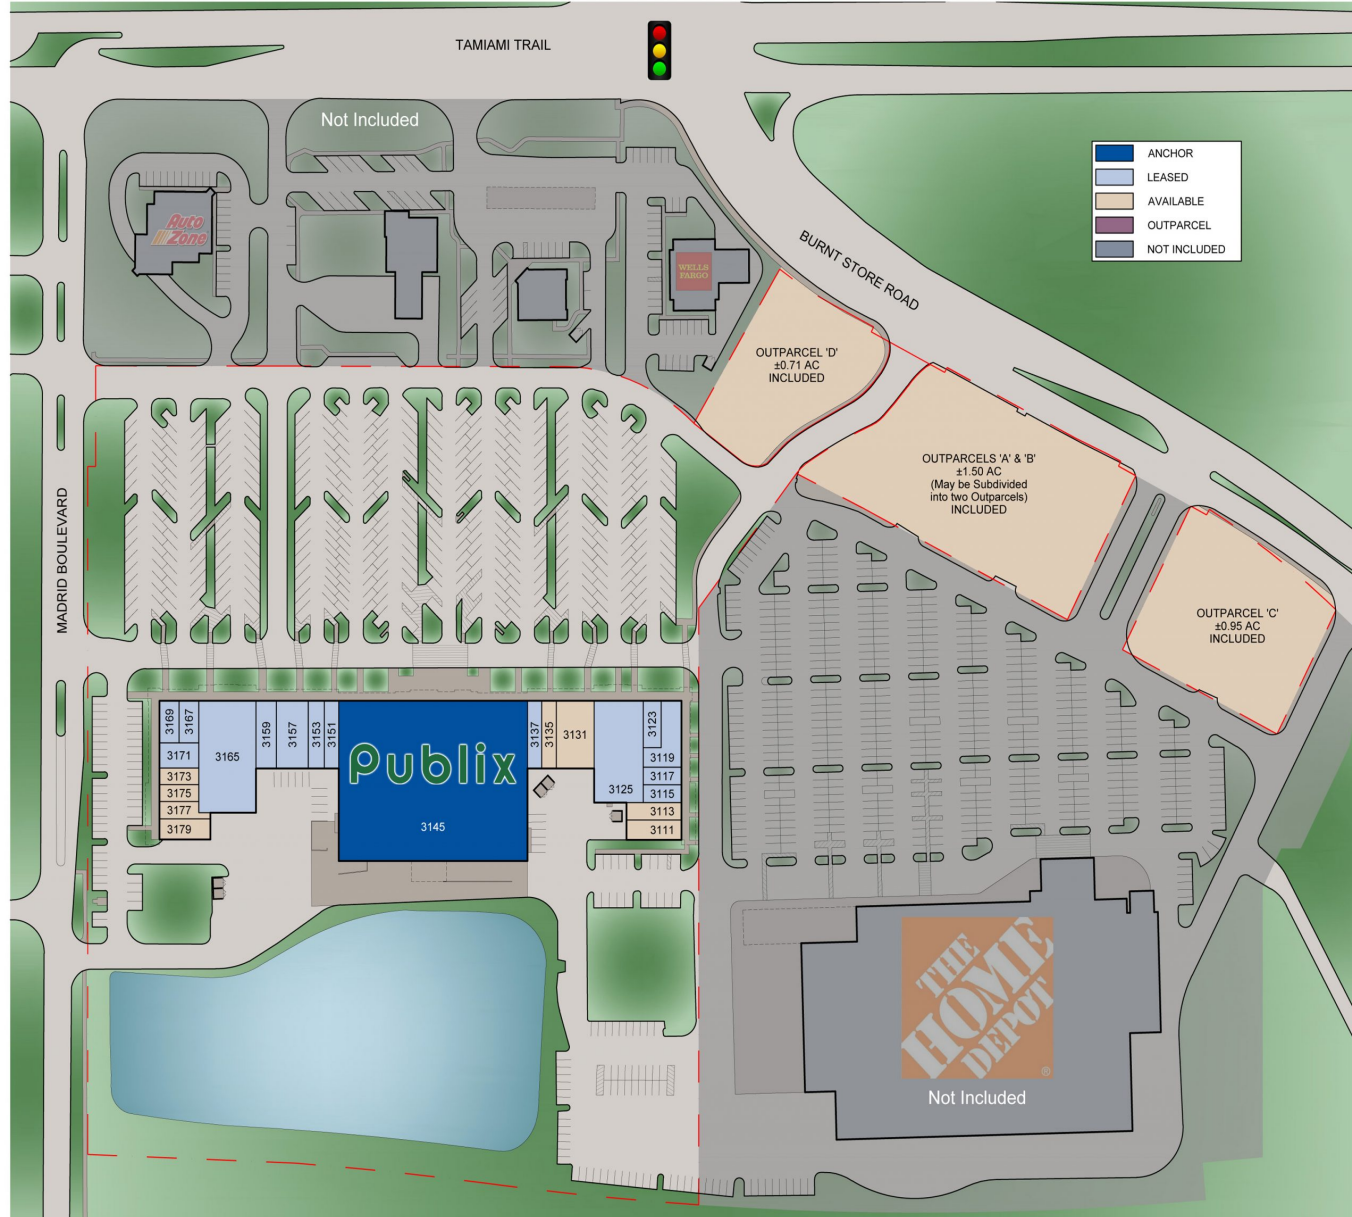 TAMIAMI TRAIL
Not Included
ANCHOR
LEASED
AVAILABLE
OUTPARCEL
NOT INCLUDED
Auto
Zone
WELLS
FARGO
BURNT STORE ROAD
OUTPARCEL 'D'
±0.71 AC
INCLUDED
OUTPARCELS 'A' & 'B'
±1.50 AC
(May be Subdivided
into two Outparcels)
INCLUDED
OUTPARCEL 'C'
±0.95 AC
INCLUDED
MADRID BOULEVARD
3169
3167
3171
3173
3175
3177
3179
3165
3159
3157
3153
3151
Publix
3145
3137
3135
3131
3125
3123
3119
3117
3115
3113
3111
THE
HOME
DEPOT
®
Not Included